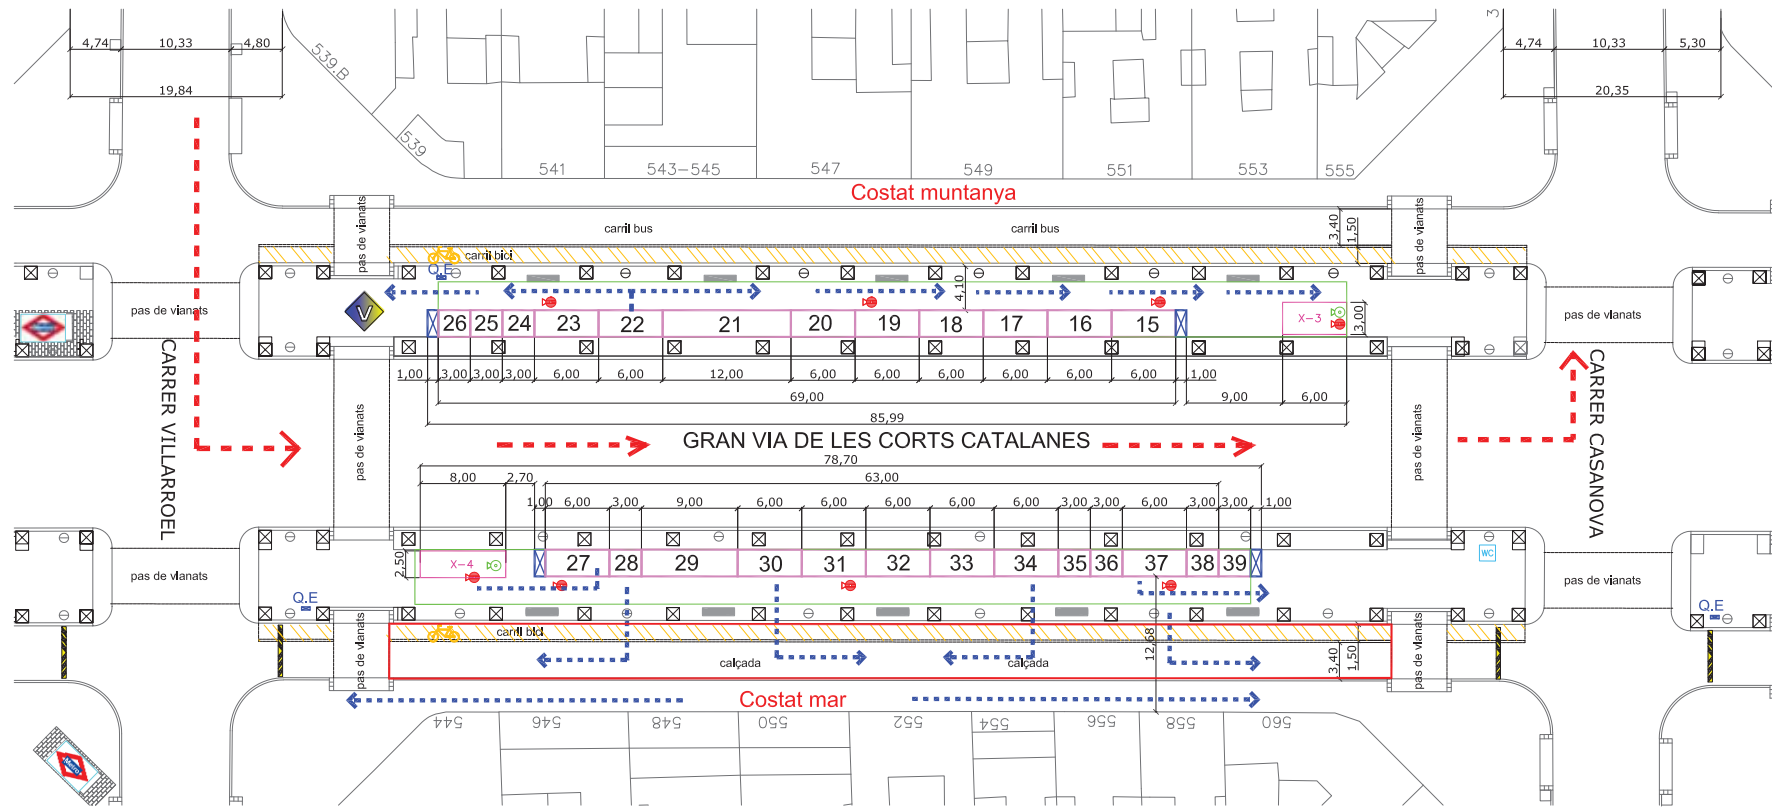 4,74 10,33 4,80
19,84
539.B
539
541 543-545 547 549 551 553 555
4,74 10,33 5,30
20,35
Costat muntanya
carril bus carril bus
3,40 1,50
pas de vianats
pas de vianats
carril bici
Q.E
4,10
pas de vianats
V
26 25 24 23 22 21 20 19 18 17 16 15
X-3
3,00
pas de vianats
1,00 3,00 3,00 3,00 6,00 6,00 12,00 6,00 6,00 6,00 6,00 6,00 6,00 1,00
69,00 9,00 6,00
85,99
CARRER VILLARROEL
pas de vianats
GRAN VIA DE LES CORTS CATALANES
pas de vianats
CARRER CASANOVA
78,70
8,00 2,70 63,00
1,00 6,00 3,00 9,00 6,00 6,00 6,00 6,00 6,00 3,00 3,00 6,00 3,00 3,00 1,00
WC
2,50
X-4
27 28 29 30 31 32 33 34 35 36 37 38 39
pas de vianats
pas de vianats
Q.E
Q.E
carril bici
pas de vianats
calçada calçada
12,68
3,40 1,50
pas de vianats
Costat mar
544 546 548 550 552 554 556 558 560
Metro